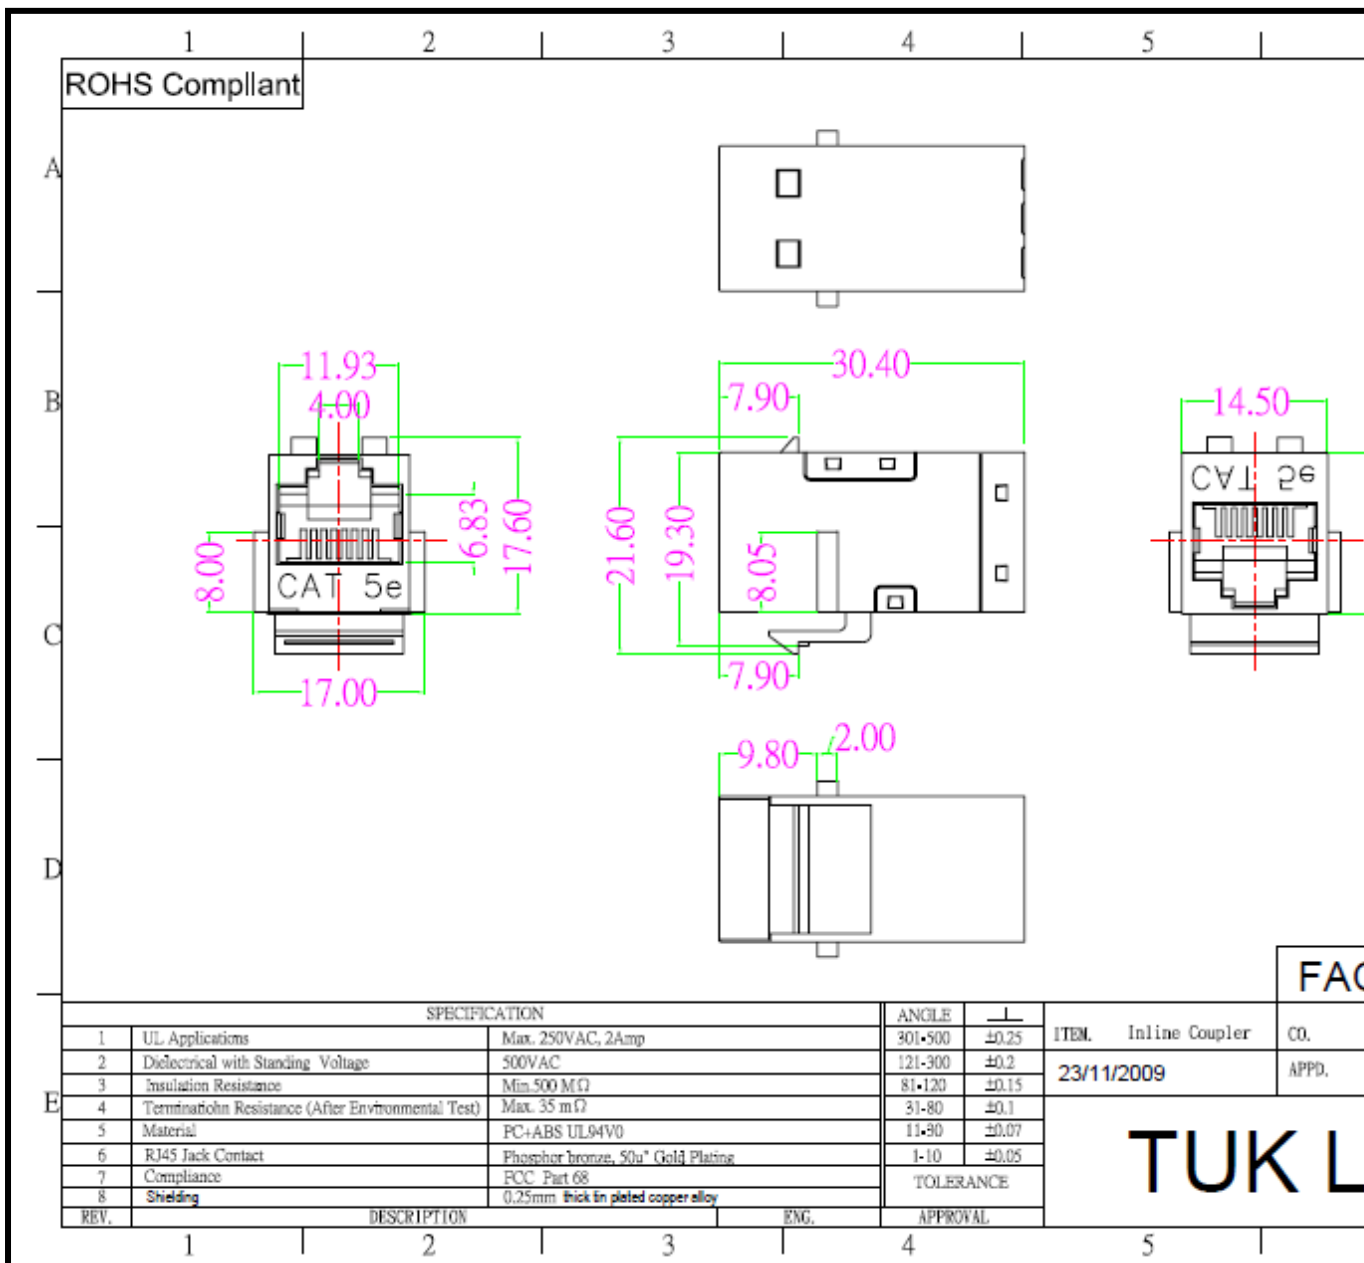 1 2 3 4 5
ROHS Compliant
A
B
C
D
E
11.93
4.00
6.83
17.60
8.00
CAT 5e
17.00
30.40
7.90
21.60
19.30
8.05
7.90
14.50
CAT 5e
9.80
2.00
FAC
SPECIFICATION
1 UL Applications Max. 250VAC, 2Amp
2 Dielectrical with Standing Voltage 500VAC
3 Insulation Resistance Min.500 MΩ
4 Terminatiohn Resistance (After Environmental Test) Max. 35 mΩ
5 Material PC+ABS UL94V0
6 RJ45 Jack Contact Phosphor bronze, 50u" Gold Plating
7 Compliance FCC Part 68
8 Shielding 0.25mm thick tin plated copper alloy
REV. DESCRIPTION ENG. APPROVAL
ANGLE ⊥
301-500 ±0.25
121-300 ±0.2
81-120 ±0.15
31-80 ±0.1
11-30 ±0.07
1-10 ±0.05
TOLERANCE
ITEM. Inline Coupler CO.
23/11/2009 APPD.
TUK L
1 2 3 4 5